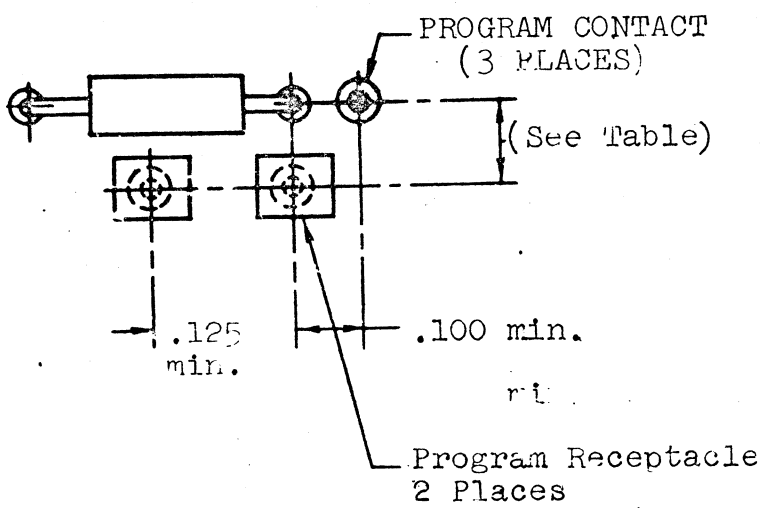 PROGRAM CONTACT
(3 PLACES)
(See Table)
.125
min.
.100 min.
Program Receptacle
2 Places